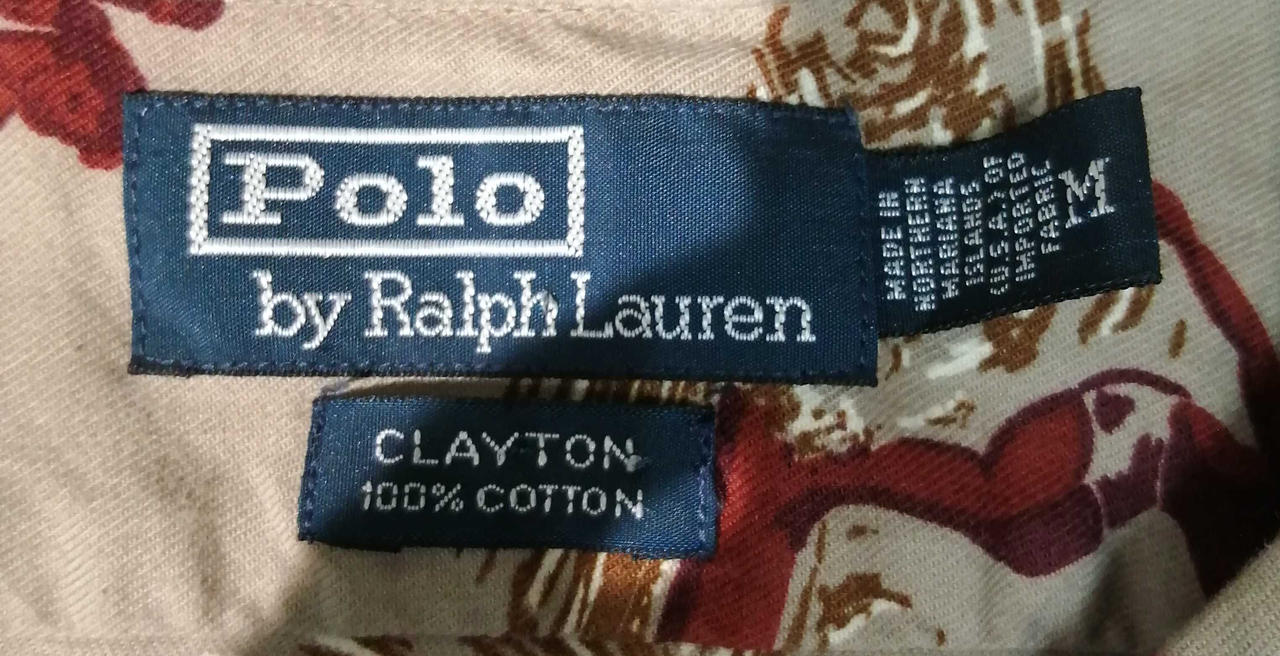 Polo
by Ralph Lauren
MADE IN
NORTHERN
MARIANA
ISLANDS
(U.S.A.) OF
IMPORTED
FABRIC
M
CLAYTON
100% COTTON